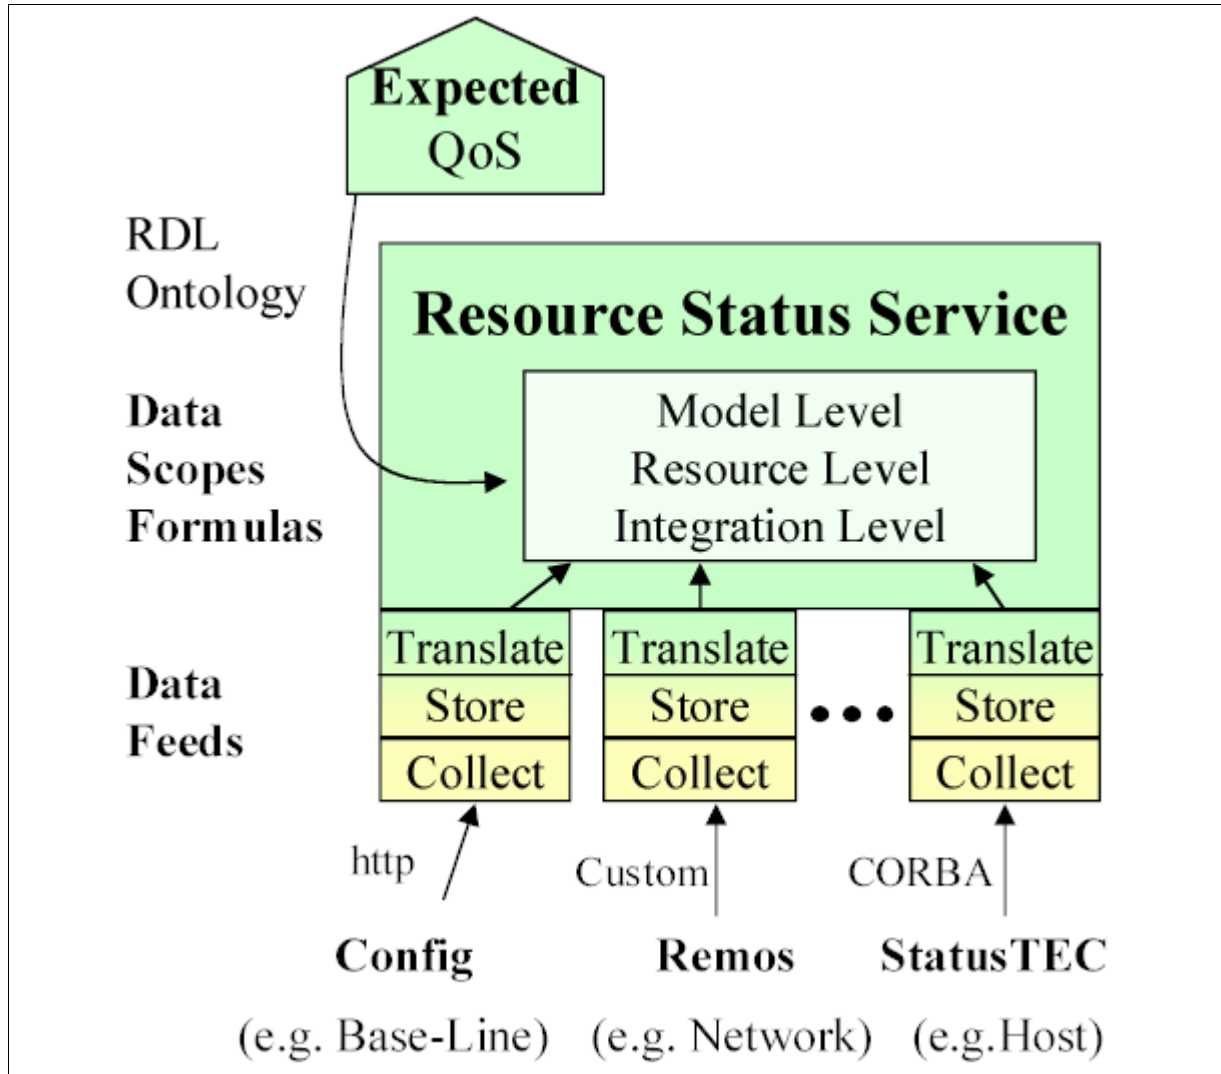 Expected
QoS
RDL
Ontology
Resource Status Service
Data
Scopes
Formulas
Model Level
Resource Level
Integration Level
Data
Feeds
Translate
Store
Collect
Translate
Store
Collect
Translate
Store
Collect
http
Custom
CORBA
Config
Remos
StatusTEC
(e.g. Base-Line)
(e.g. Network)
(e.g.Host)